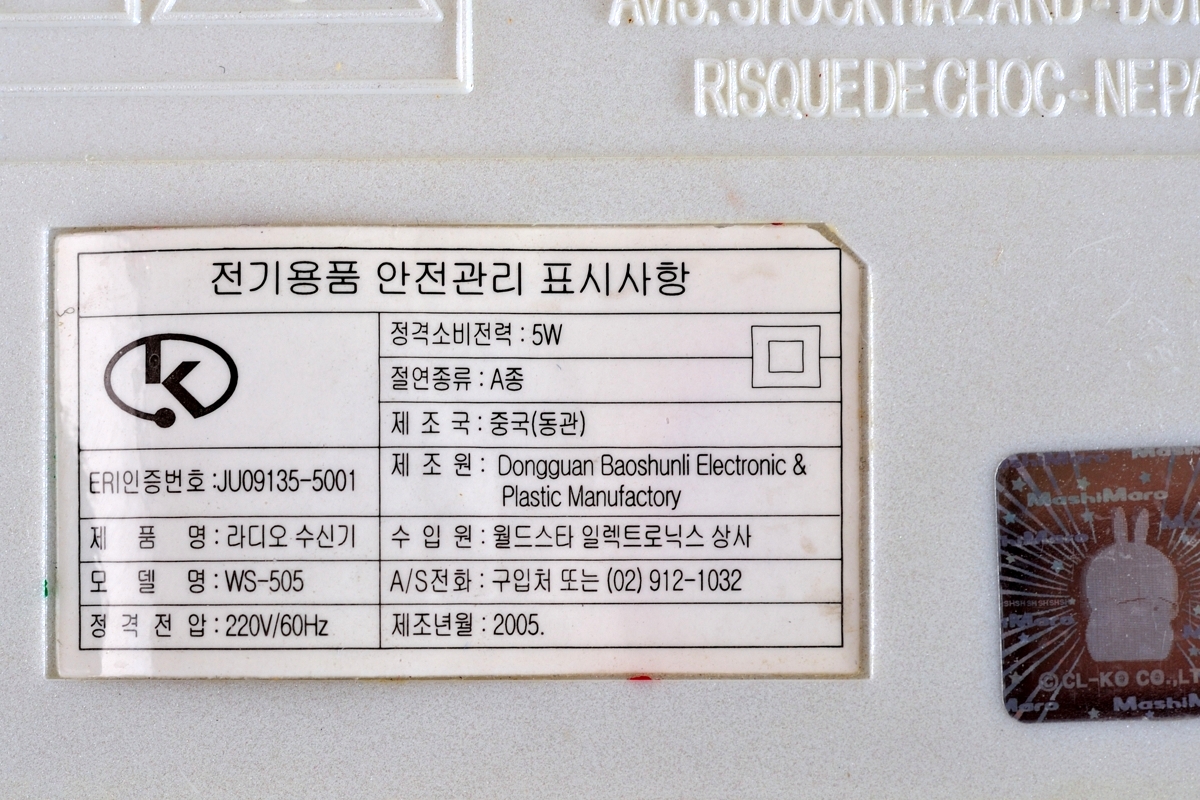 RISQUE DE CHOC - NE PA
전기용품 안전관리 표시사항
정격소비전력 : 5W
절연종류 : A종
제 조 국 : 중국(동관)
ERI인증번호 :JU09135-5001
제 조 원 : Dongguan Baoshunli Electronic &
Plastic Manufactory
제 품 명 : 라디오 수신기
수 입 원 : 월드스타 일렉트로닉스 상사
모 델 명 : WS-505
A/S전화 : 구입처 또는 (02) 912-1032
정 격 전 압 : 220V/60Hz
제조년월 : 2005.
MashiMaro
©CL-KO CO.,LT